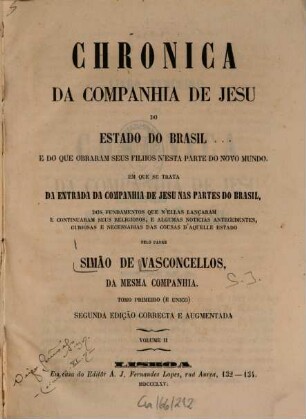 CHRONICA
DA COMPANHIA DE JESU
DO
ESTADO DO BRASIL
E DO QUE OBRARAM SEUS FILHOS N'ESTA PARTE DO NOVO MUNDO.
EM QUE SE TRATA
DA ENTRADA DA COMPANHIA DE JESU NAS PARTES DO BRASIL,
DOS FUNDAMENTOS QUE N'ELLAS LANÇARAM
E CONTINUARAM SEUS RELIGIOSOS, E ALGUMAS NOTICIAS ANTECEDENTES,
CURIOSAS E NECESSARIAS DAS COUSAS D'AQUELLE ESTADO
PELO PADRE
SIMÃO DE VASCONCELLOS,
DA MESMA COMPANHIA.
S. J.
TOMO PRIMEIRO (E UNICO)
SEGUNDA EDIÇÃO CORRECTA E AUGMENTADA
VOLUME II
LISBOA
Em casa do Editor A. J. Fernandes Lopes, rua Aurea, 132—134.
MDCCCLXV.